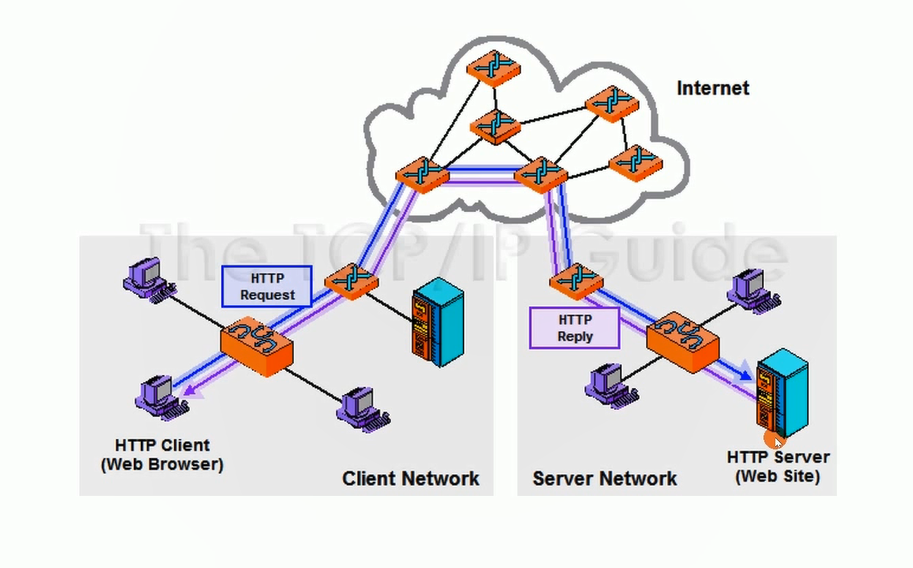 Internet
The TCP/IP Guide
HTTP
Request
HTTP
Reply
HTTP Client
(Web Browser)
Client Network
Server Network
HTTP Server
(Web Site)